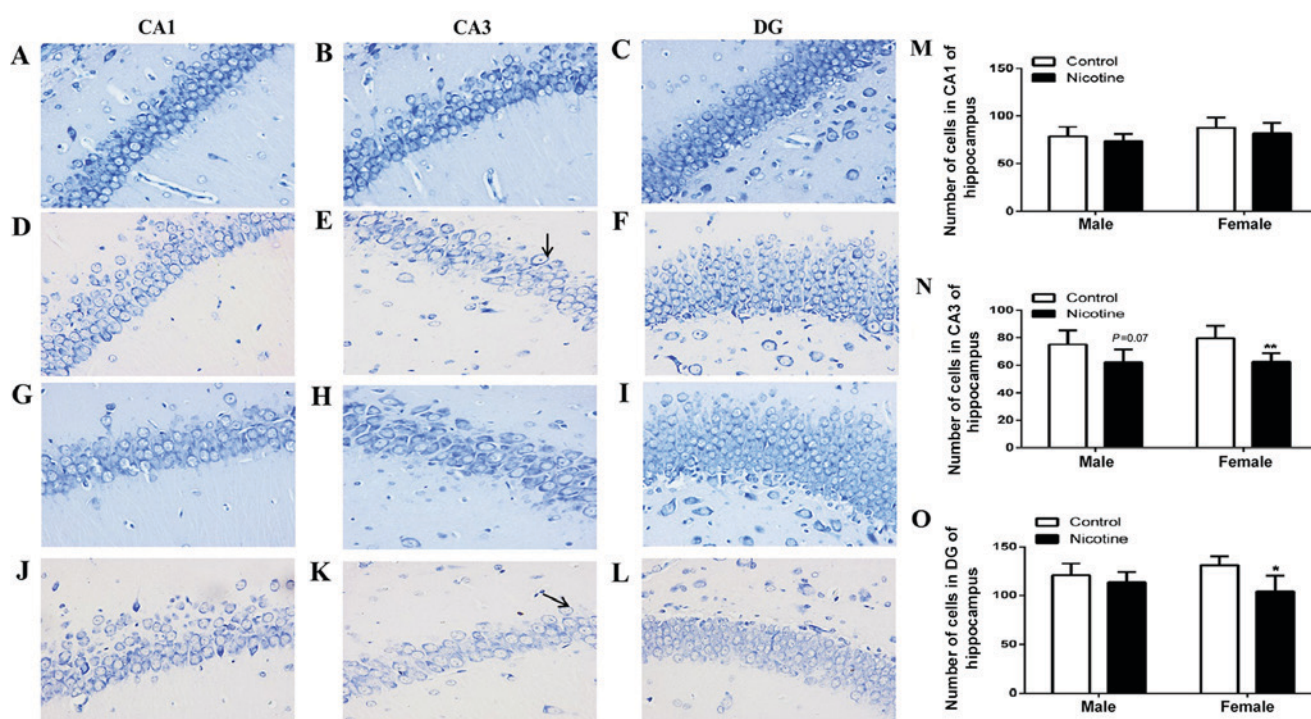 CA1
CA3
DG
A
B
C
D
E
F
G
H
I
J
K
L
M
Number of cells in CA1 of
hippocampus
Control
Nicotine
150
100
50
0
Male
Female
N
Number of cells in CA3 of
hippocampus
Control
Nicotine
100
80
60
40
20
0
P=0.07
**
Male
Female
O
Number of cells in DG of
hippocampus
Control
Nicotine
150
100
50
0
*
Male
Female